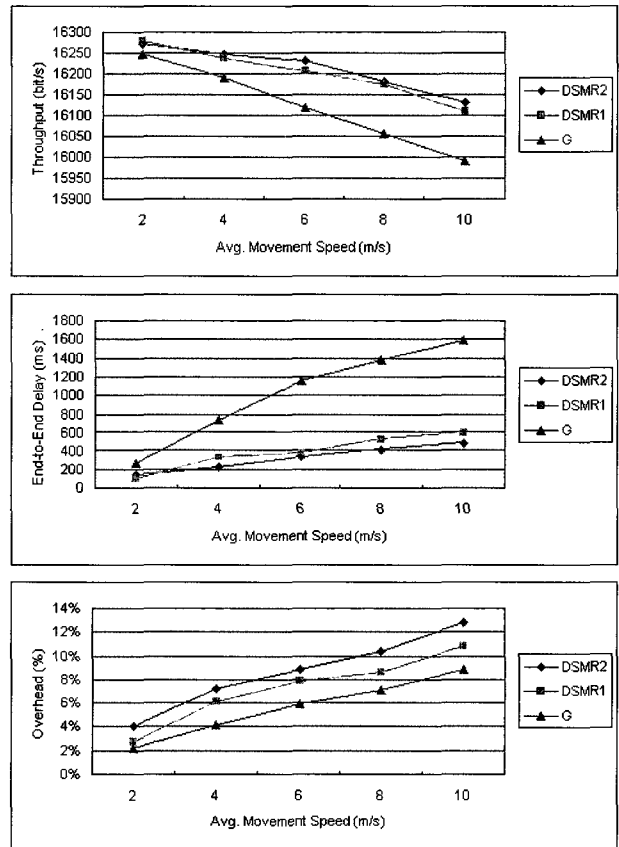 16300
16250
16200
16150
16100
16050
16000
15950
15900
Throughput (bit/s)
2 4 6 8 10
Avg. Movement Speed (m/s)
DSMR2
DSMR1
G
1800
1600
1400
1200
1000
800
600
400
200
0
End-to-End Delay (ms)
2 4 6 8 10
Avg. Movement Speed (m/s)
DSMR2
DSMR1
G
14%
12%
10%
8%
6%
4%
2%
0%
Overhead (%)
2 4 6 8 10
Avg. Movement Speed (m/s)
DSMR2
DSMR1
G